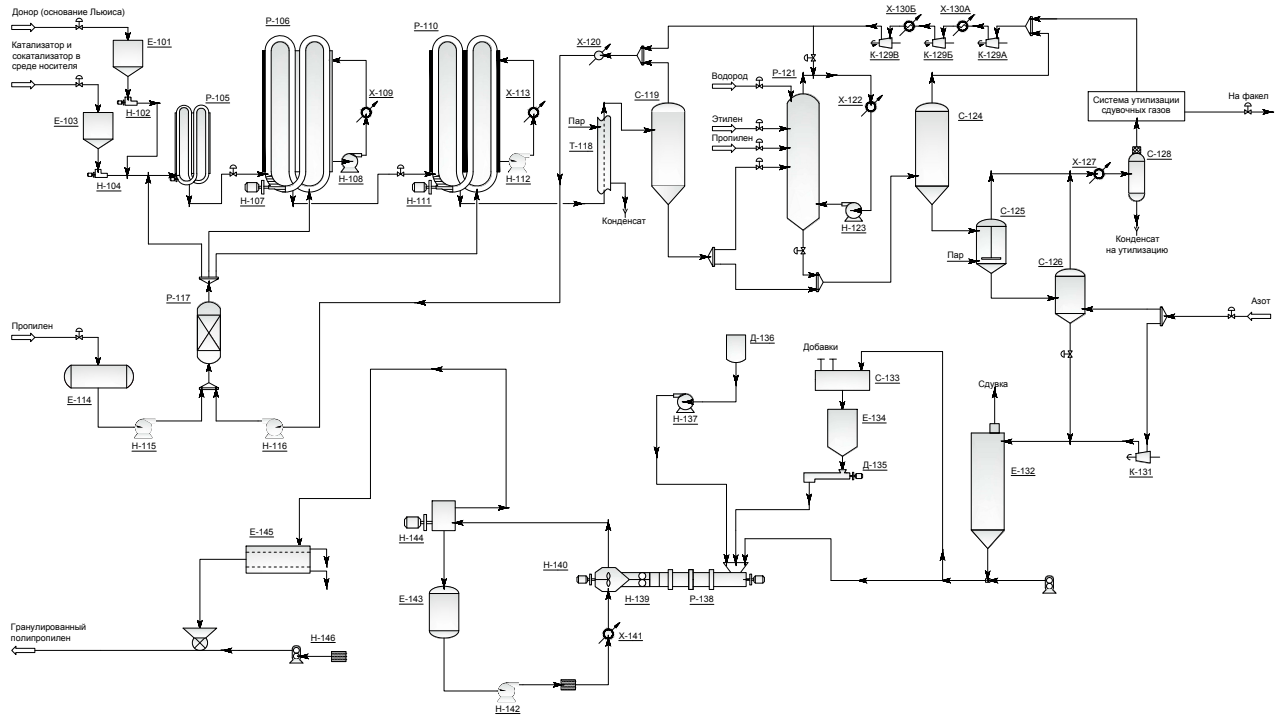 Донор (основание Льюиса)
Е-101
Катализатор и
сокатализатор в
среде носителя
Н-102
Е-103
Н-104
Р-105
Р-106
Н-107
Н-108
Х-109
Р-110
Н-111
Н-112
Х-113
Пропилен
Е-114
Н-115
Н-116
Р-117
Пар
Т-118
Конденсат
С-119
Х-120
Водород
Р-121
Этилен
Пропилен
Х-122
Н-123
С-124
Х-130Б
Х-130А
К-129В
К-129Б
К-129А
Система утилизации
сдувочных газов
На факел
Х-127
С-128
Конденсат
на утилизацию
С-125
Пар
С-126
Азот
К-131
Сдувка
Е-132
Добавки
С-133
Е-134
Д-135
Д-136
Н-137
Р-138
Н-139
Н-140
Х-141
Н-142
Е-143
Н-144
Е-145
Н-146
Гранулированный
полипропилен